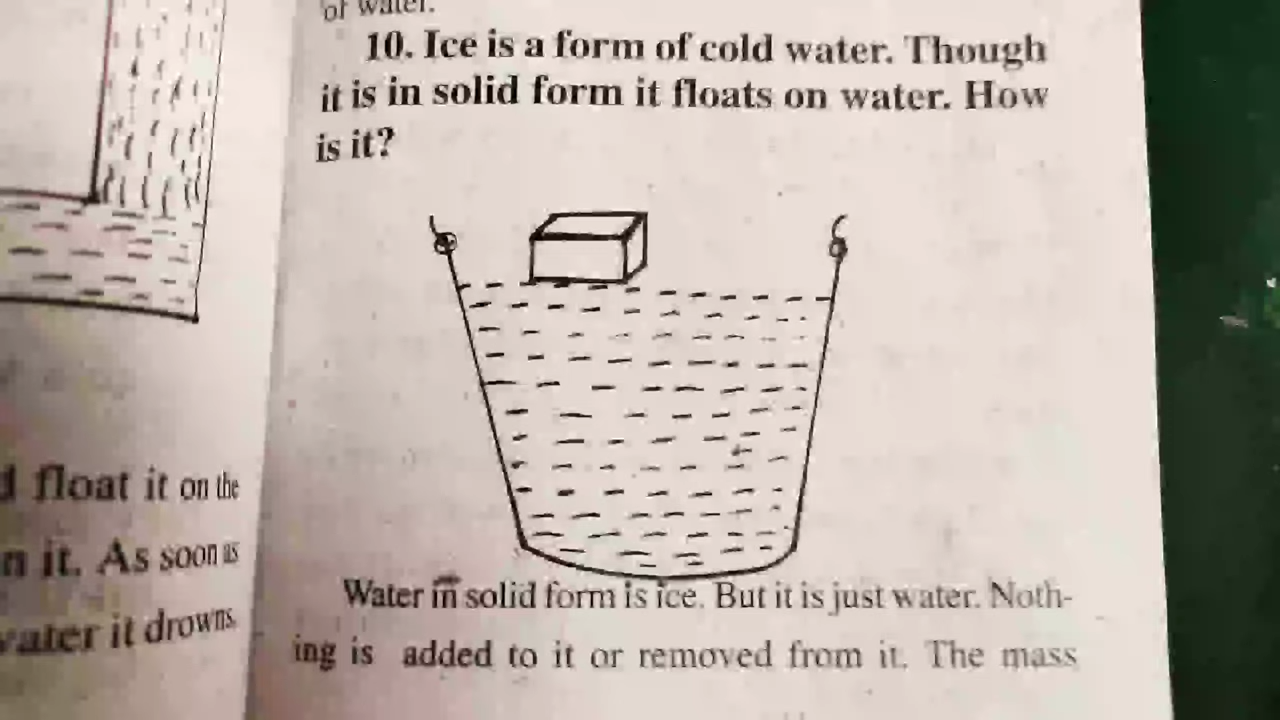 of water.
10. Ice is a form of cold water. Though
it is in solid form it floats on water. How
is it?
Water in solid form is ice. But it is just water. Noth-
ing is added to it or removed from it. The mass
float it on the
it. As soon as
water it drowns.